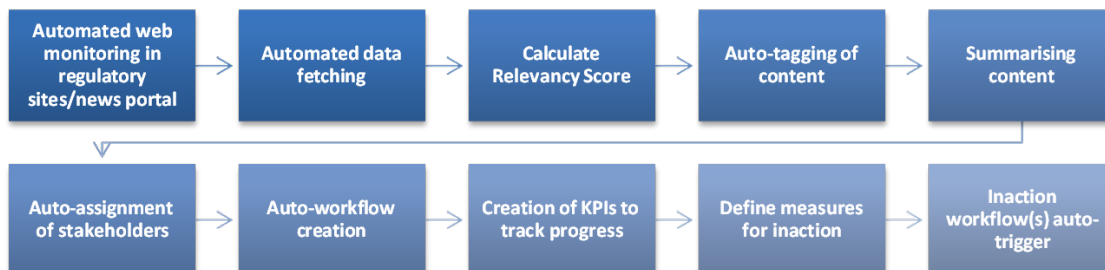 Automated web
monitoring in
regulatory
sites/news portal
Automated data
fetching
Calculate
Relevancy Score
Auto-tagging of
content
Summarising
content
Auto-assignment
of stakeholders
Auto-workflow
creation
Creation of KPIs to
track progress
Define measures
for inaction
Inaction
workflow(s) auto-
trigger